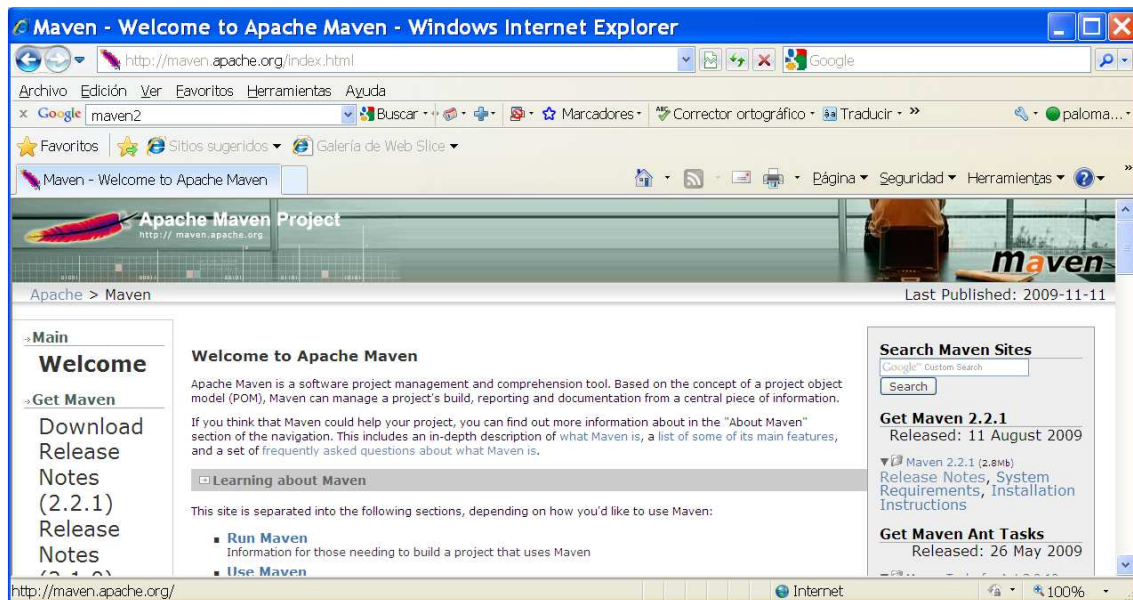 Maven - Welcome to Apache Maven - Windows Internet Explorer
http://maven.apache.org/index.html Google
Archivo Edición Ver Favoritos Herramientas Ayuda
x Google maven2 Buscar Marcadores ABC Corrector ortográfico Traducir » paloma...
Favoritos Sitios sugeridos Galería de Web Slice
Maven - Welcome to Apache Maven Página Seguridad Herramientas »
Apache Maven Project
http:// maven.apache.org
maven
Apache > Maven Last Published: 2009-11-11
Main
Welcome
Get Maven
Download
Release
Notes
(2.2.1)
Release
Notes
Welcome to Apache Maven
Apache Maven is a software project management and comprehension tool. Based on the concept of a project object
model (POM), Maven can manage a project's build, reporting and documentation from a central piece of information.
If you think that Maven could help your project, you can find out more information about in the "About Maven"
section of the navigation. This includes an in-depth description of what Maven is, a list of some of its main features,
and a set of frequently asked questions about what Maven is.
Learning about Maven
This site is separated into the following sections, depending on how you'd like to use Maven:
Run Maven
Information for those needing to build a project that uses Maven
Use Maven
Search Maven Sites
Google™ Custom Search
Search
Get Maven 2.2.1
Released: 11 August 2009
Maven 2.2.1 (2.8Mb)
Release Notes, System
Requirements, Installation
Instructions
Get Maven Ant Tasks
Released: 26 May 2009
http://maven.apache.org/ Internet 100%